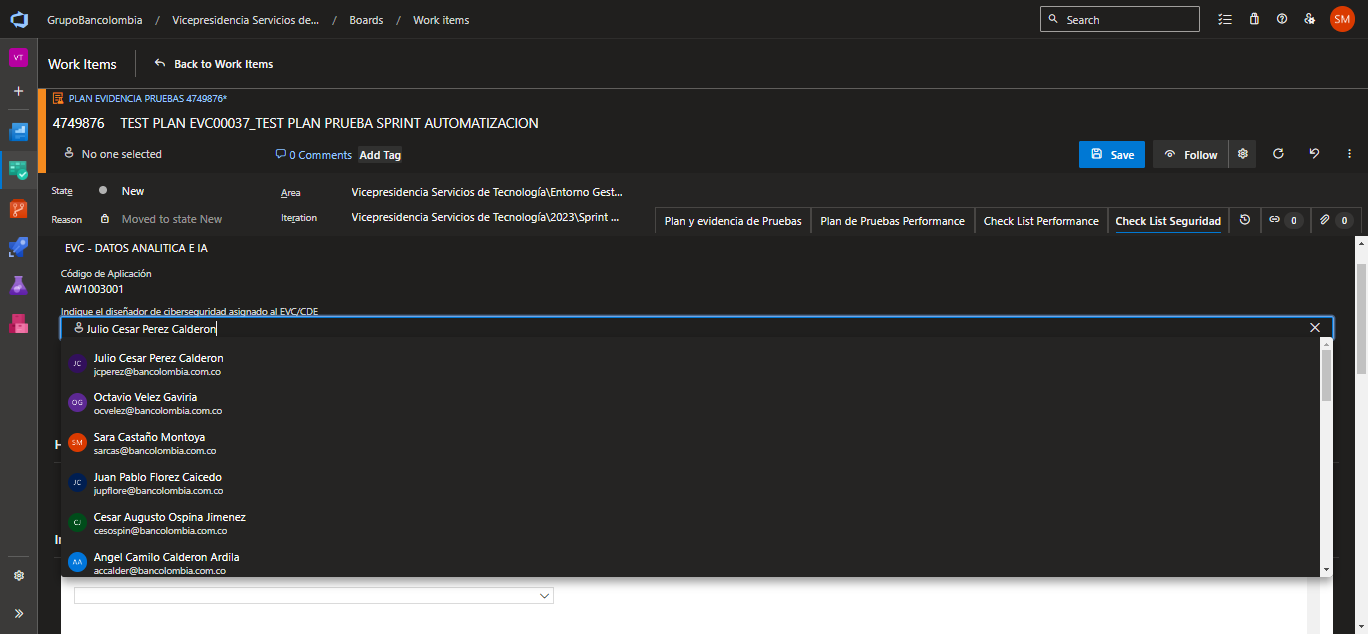 GrupoBancolombia / Vicepresidencia Servicios de... / Boards / Work items
Search
SM
VT
Work Items
Back to Work Items
PLAN EVIDENCIA PRUEBAS 4749876*
4749876 TEST PLAN EVC00037_TEST PLAN PRUEBA SPRINT AUTOMATIZACION
No one selected
0 Comments
Add Tag
Save
Follow
State
New
Area
Vicepresidencia Servicios de Tecnología\Entorno Gest...
Reason
Moved to state New
Iteration
Vicepresidencia Servicios de Tecnología\2023\Sprint ...
Plan y evidencia de Pruebas
Plan de Pruebas Performance
Check List Performance
Check List Seguridad
0
0
EVC - DATOS ANALITICA E IA
Código de Aplicación
AW1003001
Indique el diseñador de ciberseguridad asignado al EVC/CDE
Julio Cesar Perez Calderon
JC
Julio Cesar Perez Calderon
jcperez@bancolombia.com.co
OG
Octavio Velez Gaviria
ocvelez@bancolombia.com.co
SM
Sara Castaño Montoya
sarcas@bancolombia.com.co
JC
Juan Pablo Florez Caicedo
jupflore@bancolombia.com.co
CJ
Cesar Augusto Ospina Jimenez
cesospin@bancolombia.com.co
AA
Angel Camilo Calderon Ardila
accalder@bancolombia.com.co